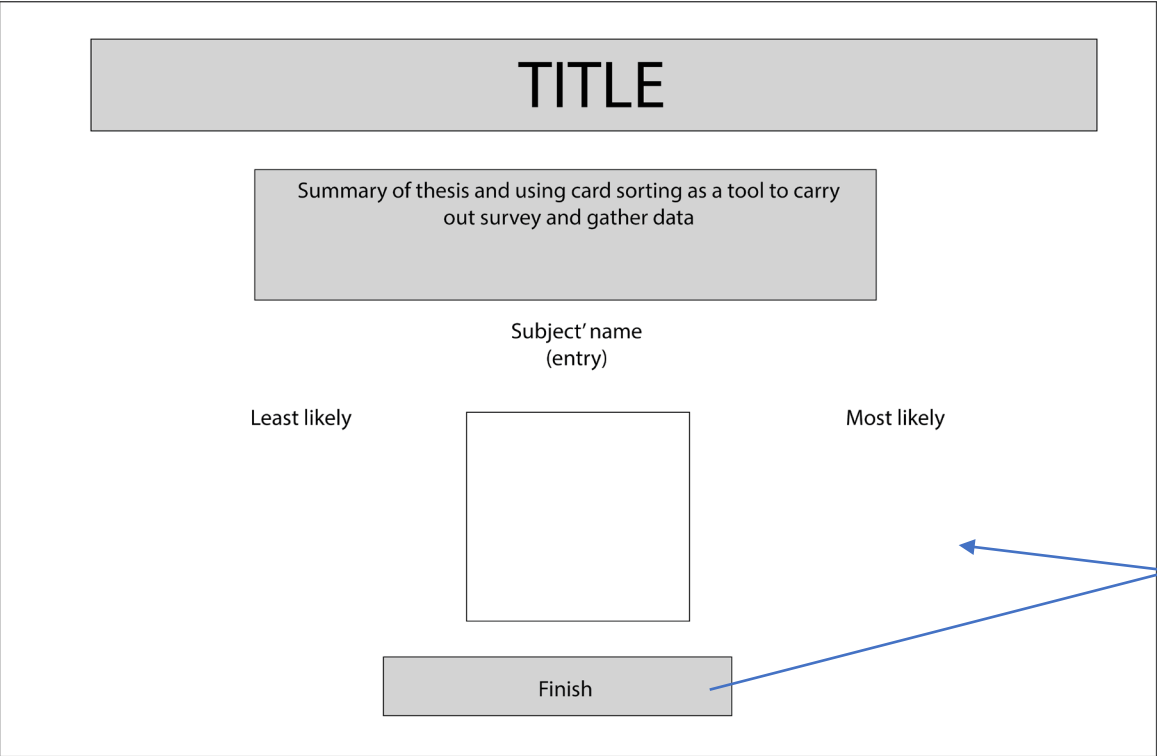 TITLE
Summary of thesis and using card sorting as a tool to carry
out survey and gather data
Subject’ name
(entry)
Least likely
Most likely
Finish